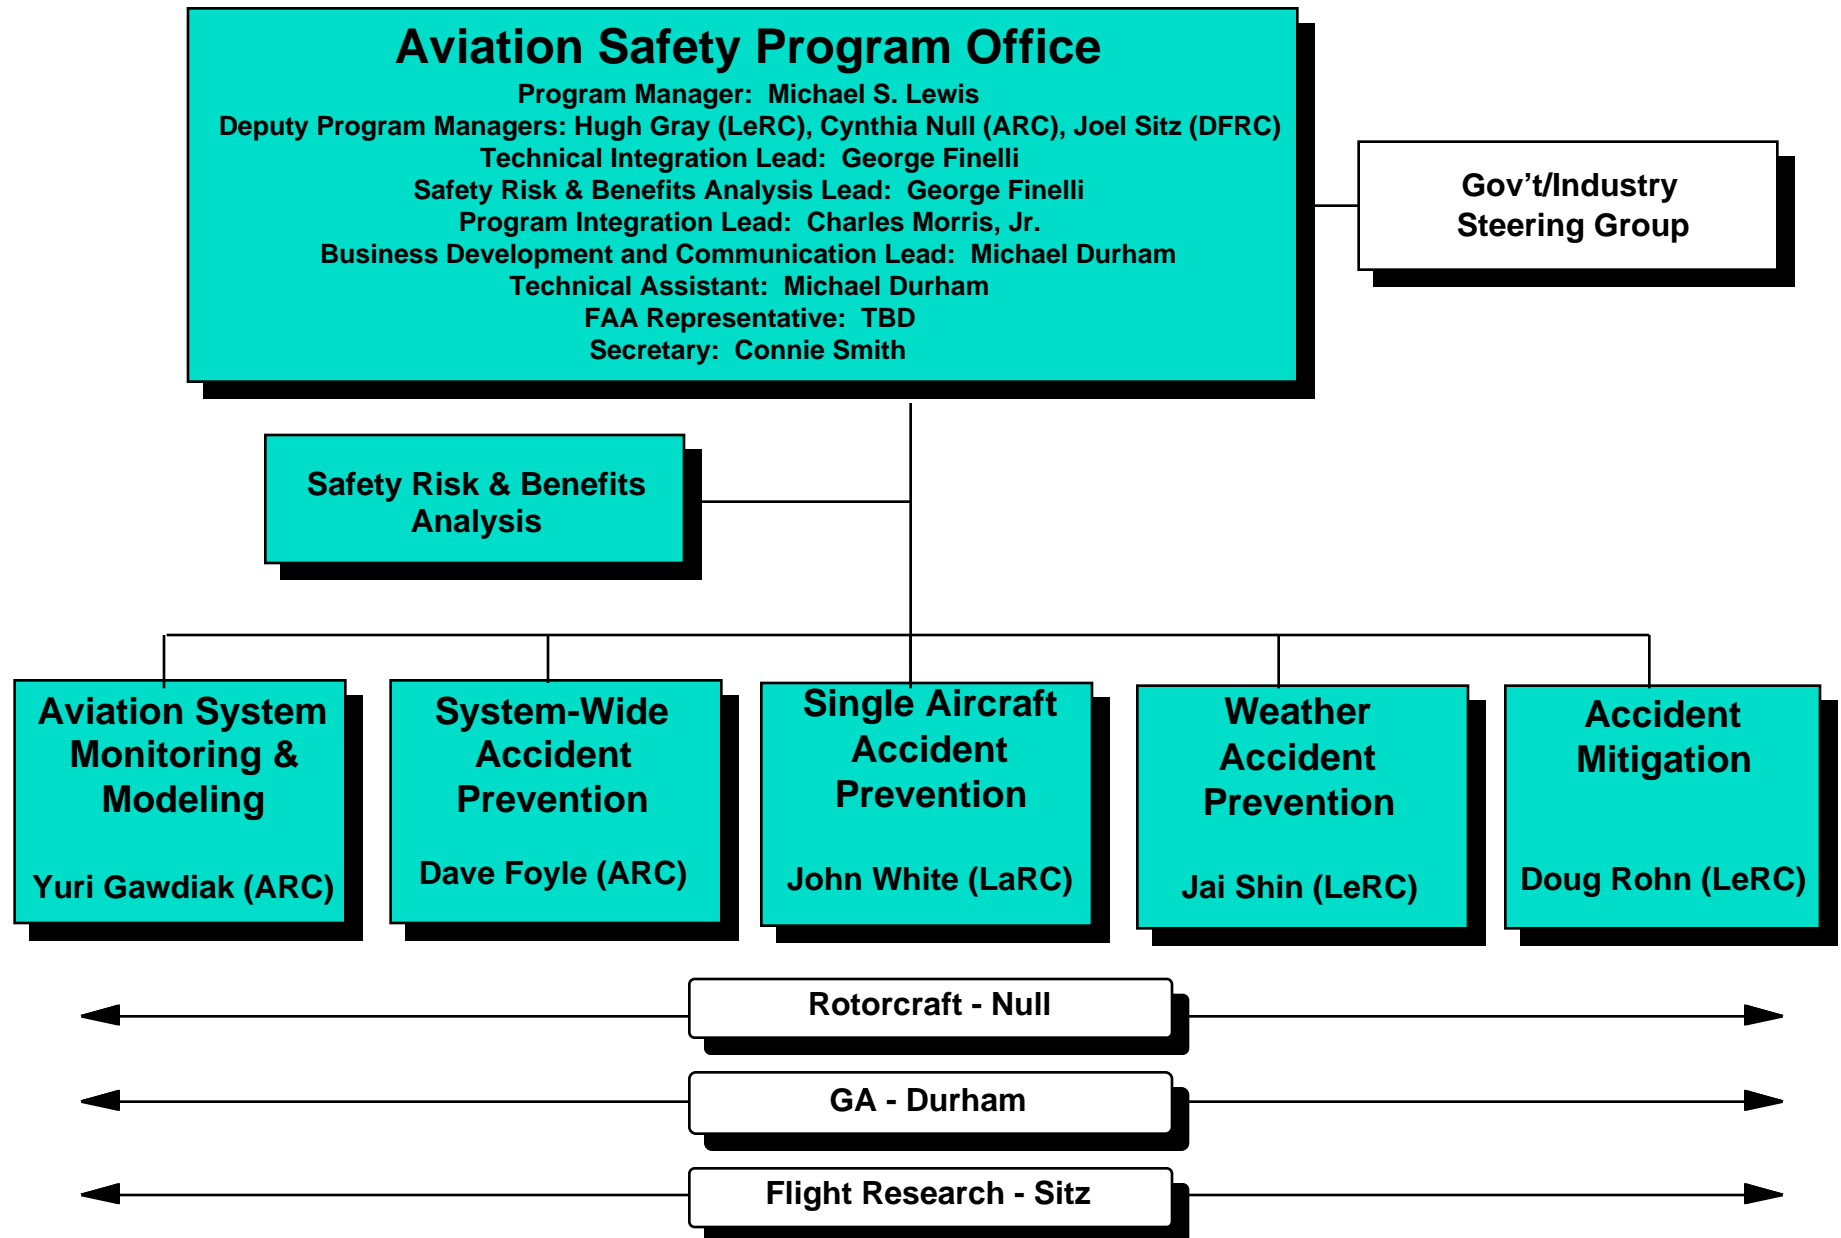 Aviation Safety Program Office
Program Manager:  Michael S. Lewis
Deputy Program Managers: Hugh Gray (LeRC), Cynthia Null (ARC), Joel Sitz (DFRC)
Technical Integration Lead:  George Finelli
Safety Risk & Benefits Analysis Lead:  George Finelli
Program Integration Lead:  Charles Morris, Jr.
Business Development and Communication Lead:  Michael Durham
Technical Assistant:  Michael Durham
FAA Representative:  TBD
Secretary:  Connie Smith
Gov’t/Industry
Steering Group
Safety Risk & Benefits
Analysis
Aviation System
Monitoring &
Modeling
Yuri Gawdiak (ARC)
System-Wide
Accident
Prevention
Dave Foyle (ARC)
Single Aircraft
Accident
Prevention
John White (LaRC)
Weather
Accident
Prevention
Jai Shin (LeRC)
Accident
Mitigation
Doug Rohn (LeRC)
Rotorcraft - Null
GA - Durham
Flight Research - Sitz